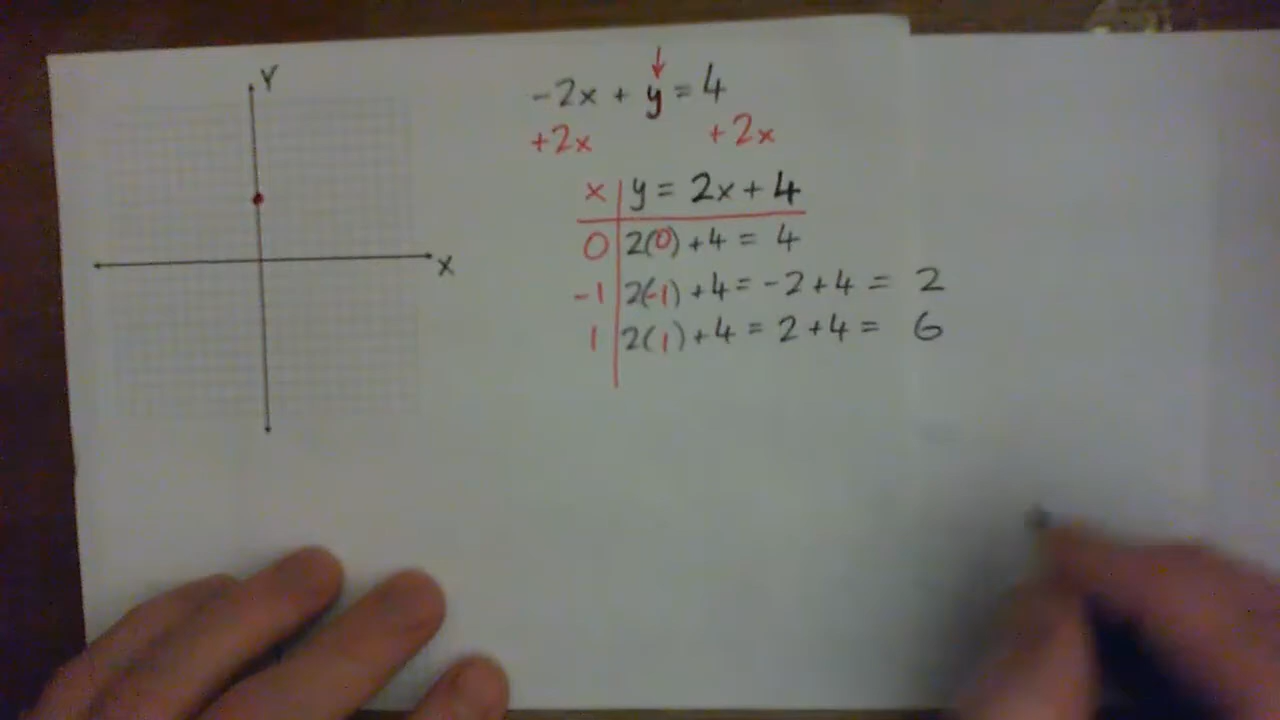 Y
X
-2x + y = 4
+2x +2x
x | y = 2x + 4
0 | 2(0) + 4 = 4
-1 | 2(-1) + 4 = -2 + 4 = 2
1 | 2(1) + 4 = 2 + 4 = 6